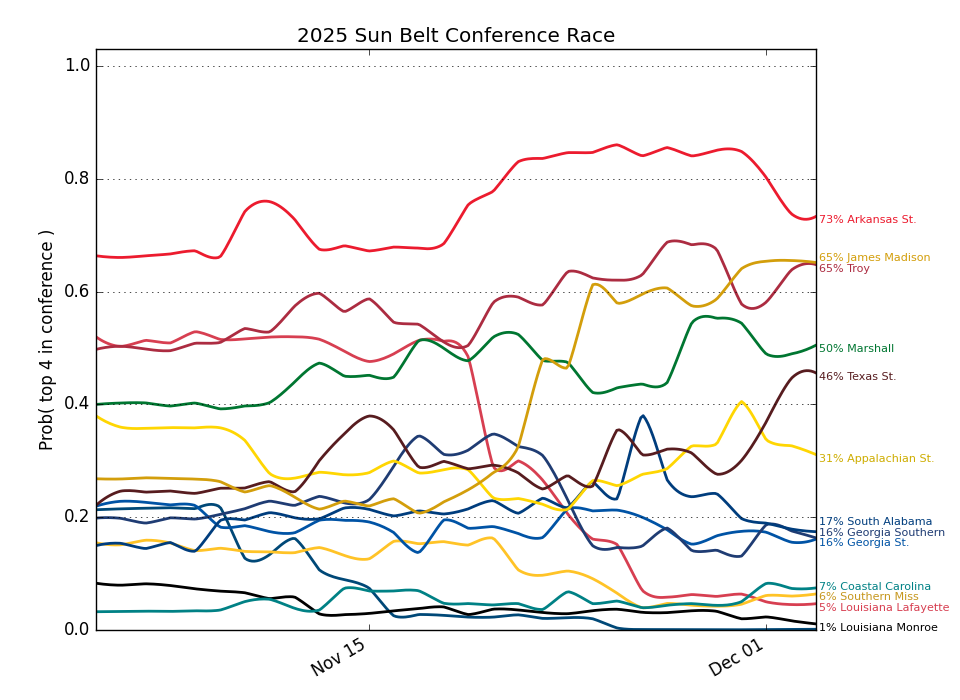 2025 Sun Belt Conference Race
Prob( top 4 in conference )
1.0
0.8
0.6
0.4
0.2
0.0
Nov 15
Dec 01
73% Arkansas St.
65% James Madison
65% Troy
50% Marshall
46% Texas St.
31% Appalachian St.
17% South Alabama
16% Georgia Southern
16% Georgia St.
7% Coastal Carolina
6% Southern Miss
5% Louisiana Lafayette
1% Louisiana Monroe